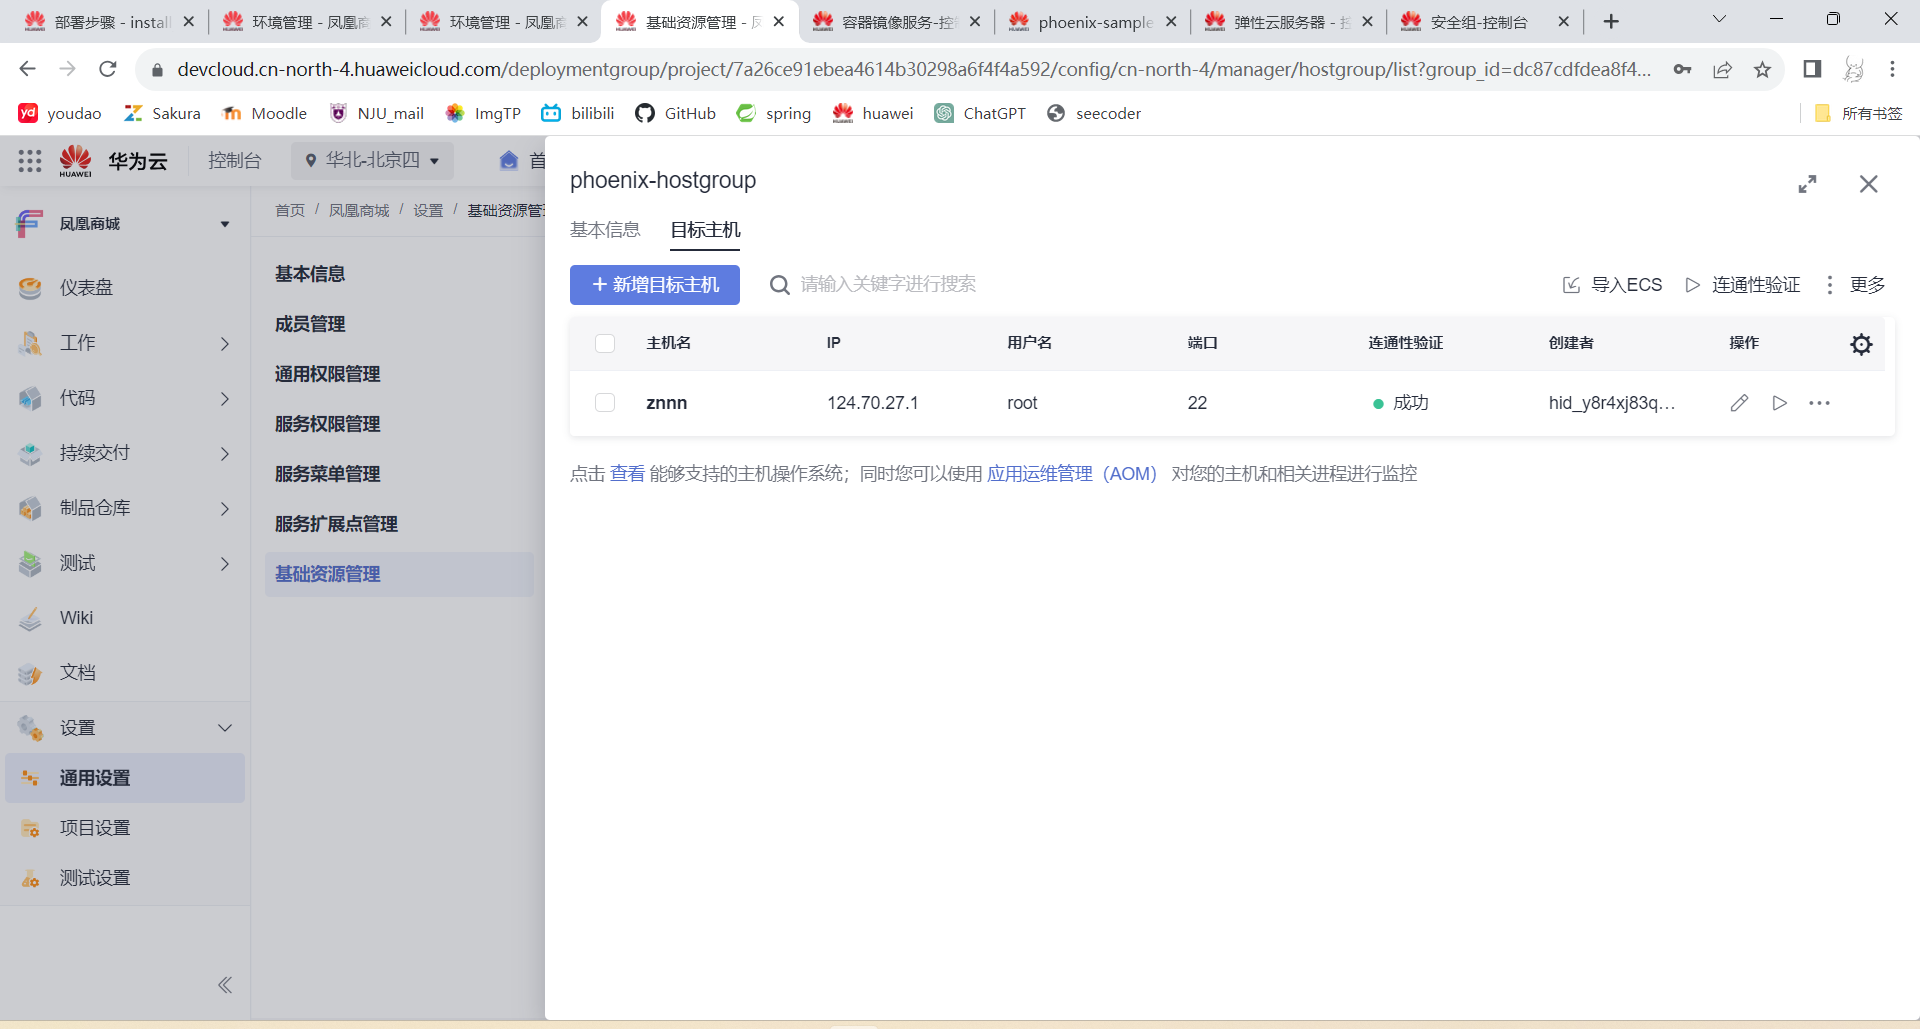 部署步骤 - install
环境管理 - 凤凰商
环境管理 - 凤凰商
基础资源管理 - 凤
容器镜像服务-控
phoenix-sample
弹性云服务器 - 控
安全组-控制台
devcloud.cn-north-4.huaweicloud.com/deploymentgroup/project/7a26ce91ebea4614b30298a6f4f4a592/config/cn-north-4/manager/hostgroup/list?group_id=dc87cdfdea8f4...
yd youdao
Sakura
Moodle
NJU_mail
ImgTP
bilibili
GitHub
spring
huawei
ChatGPT
seecoder
所有书签
HUAWEI
华为云
控制台
华北-北京四
首
凤凰商城
首页 / 凤凰商城 / 设置 / 基础资源管理
仪表盘
工作
代码
持续交付
制品仓库
测试
Wiki
文档
设置
通用设置
项目设置
测试设置
基本信息
成员管理
通用权限管理
服务权限管理
服务菜单管理
服务扩展点管理
基础资源管理
phoenix-hostgroup
基本信息
目标主机
+ 新增目标主机
请输入关键字进行搜索
导入ECS
连通性验证
更多
主机名 IP 用户名 端口 连通性验证 创建者 操作
znnn 124.70.27.1 root 22 成功 hid_y8r4xj83q...
点击 查看 能够支持的主机操作系统；同时您可以使用 应用运维管理（AOM） 对您的主机和相关进程进行监控